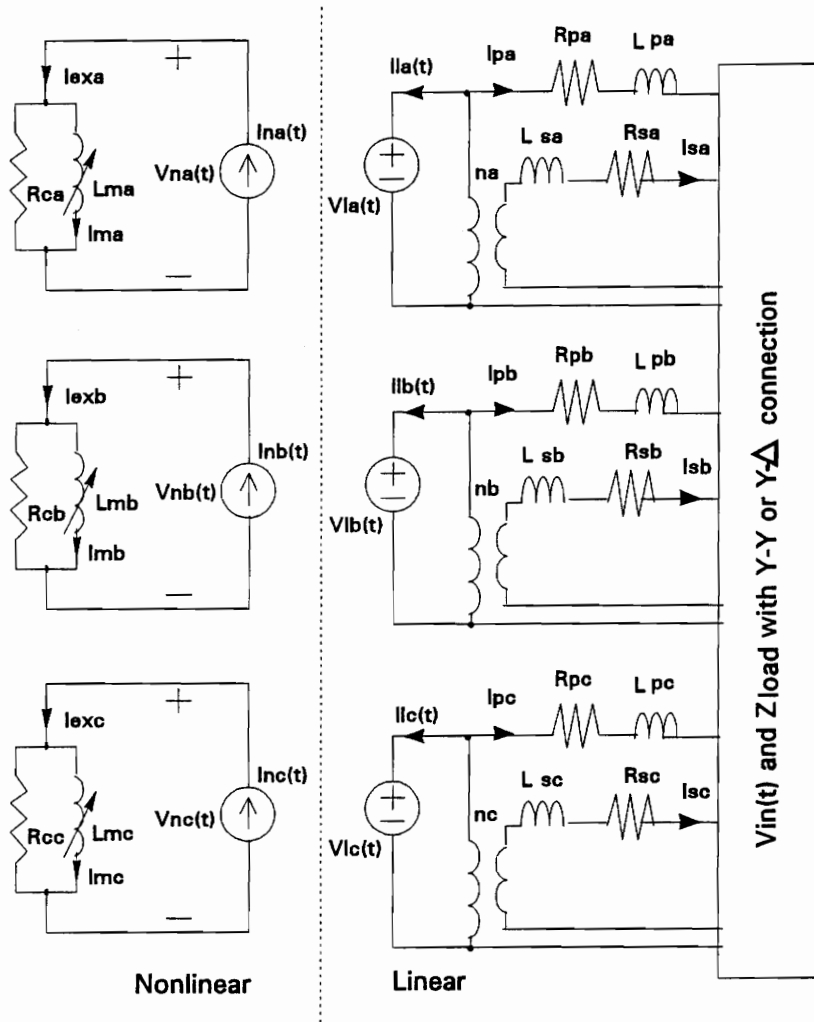 Iexa
+
Ina(t)
Rca
Lma
Vna(t)
Ima
−
Ila(t)
Ipa
Rpa
L pa
+
−
Vla(t)
na
L sa
Rsa
Isa
Iexb
+
Inb(t)
Rcb
Lmb
Vnb(t)
Imb
−
Ilb(t)
Ipb
Rpb
L pb
+
−
Vlb(t)
nb
L sb
Rsb
Isb
Iexc
+
Inc(t)
Rcc
Lmc
Vnc(t)
Imc
−
Ilc(t)
Ipc
Rpc
L pc
+
−
Vlc(t)
nc
L sc
Rsc
Isc
Vin(t) and Zload with Y-Y or Y-Δ connection
Nonlinear
Linear